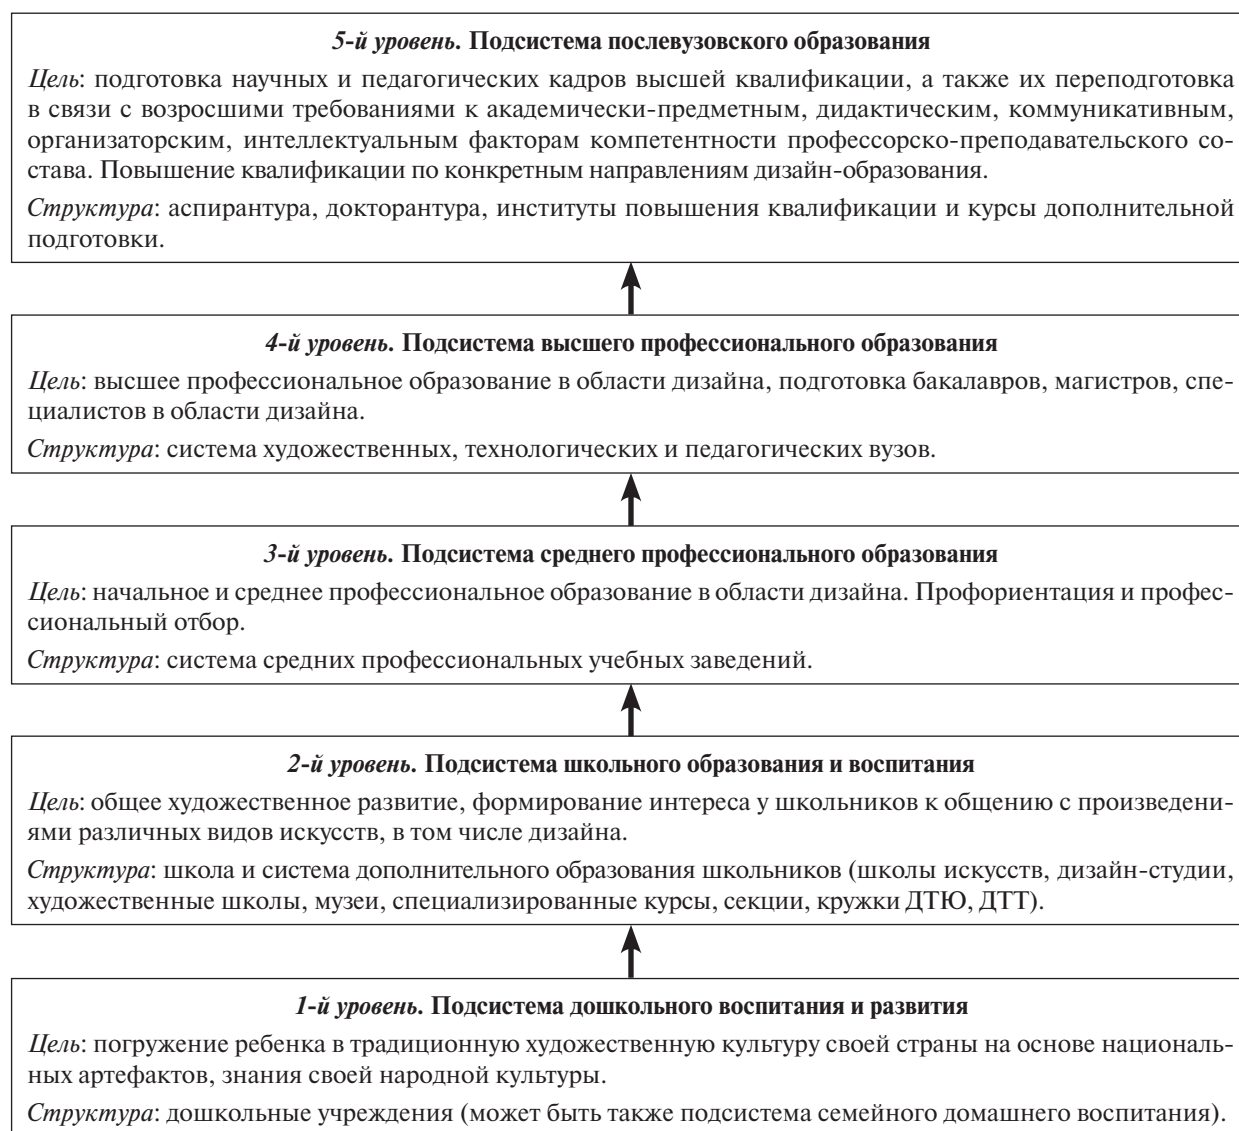 5-й уровень. Подсистема послевузовского образования
Цель: подготовка научных и педагогических кадров высшей квалификации, а также их переподготовка
в связи с возросшими требованиями к академически-предметным, дидактическим, коммуникативным,
организаторским, интеллектуальным факторам компетентности профессорско-преподавательского со-
става. Повышение квалификации по конкретным направлениям дизайн-образования.
Структура: аспирантура, докторантура, институты повышения квалификации и курсы дополнительной
подготовки.
4-й уровень. Подсистема высшего профессионального образования
Цель: высшее профессиональное образование в области дизайна, подготовка бакалавров, магистров, спе-
циалистов в области дизайна.
Структура: система художественных, технологических и педагогических вузов.
3-й уровень. Подсистема среднего профессионального образования
Цель: начальное и среднее профессиональное образование в области дизайна. Профориентация и профес-
сиональный отбор.
Структура: система средних профессиональных учебных заведений.
2-й уровень. Подсистема школьного образования и воспитания
Цель: общее художественное развитие, формирование интереса у школьников к общению с произведени-
ями различных видов искусств, в том числе дизайна.
Структура: школа и система дополнительного образования школьников (школы искусств, дизайн-студии,
художественные школы, музеи, специализированные курсы, секции, кружки ДТЮ, ДТТ).
1-й уровень. Подсистема дошкольного воспитания и развития
Цель: погружение ребенка в традиционную художественную культуру своей страны на основе националь-
ных артефактов, знания своей народной культуры.
Структура: дошкольные учреждения (может быть также подсистема семейного домашнего воспитания).